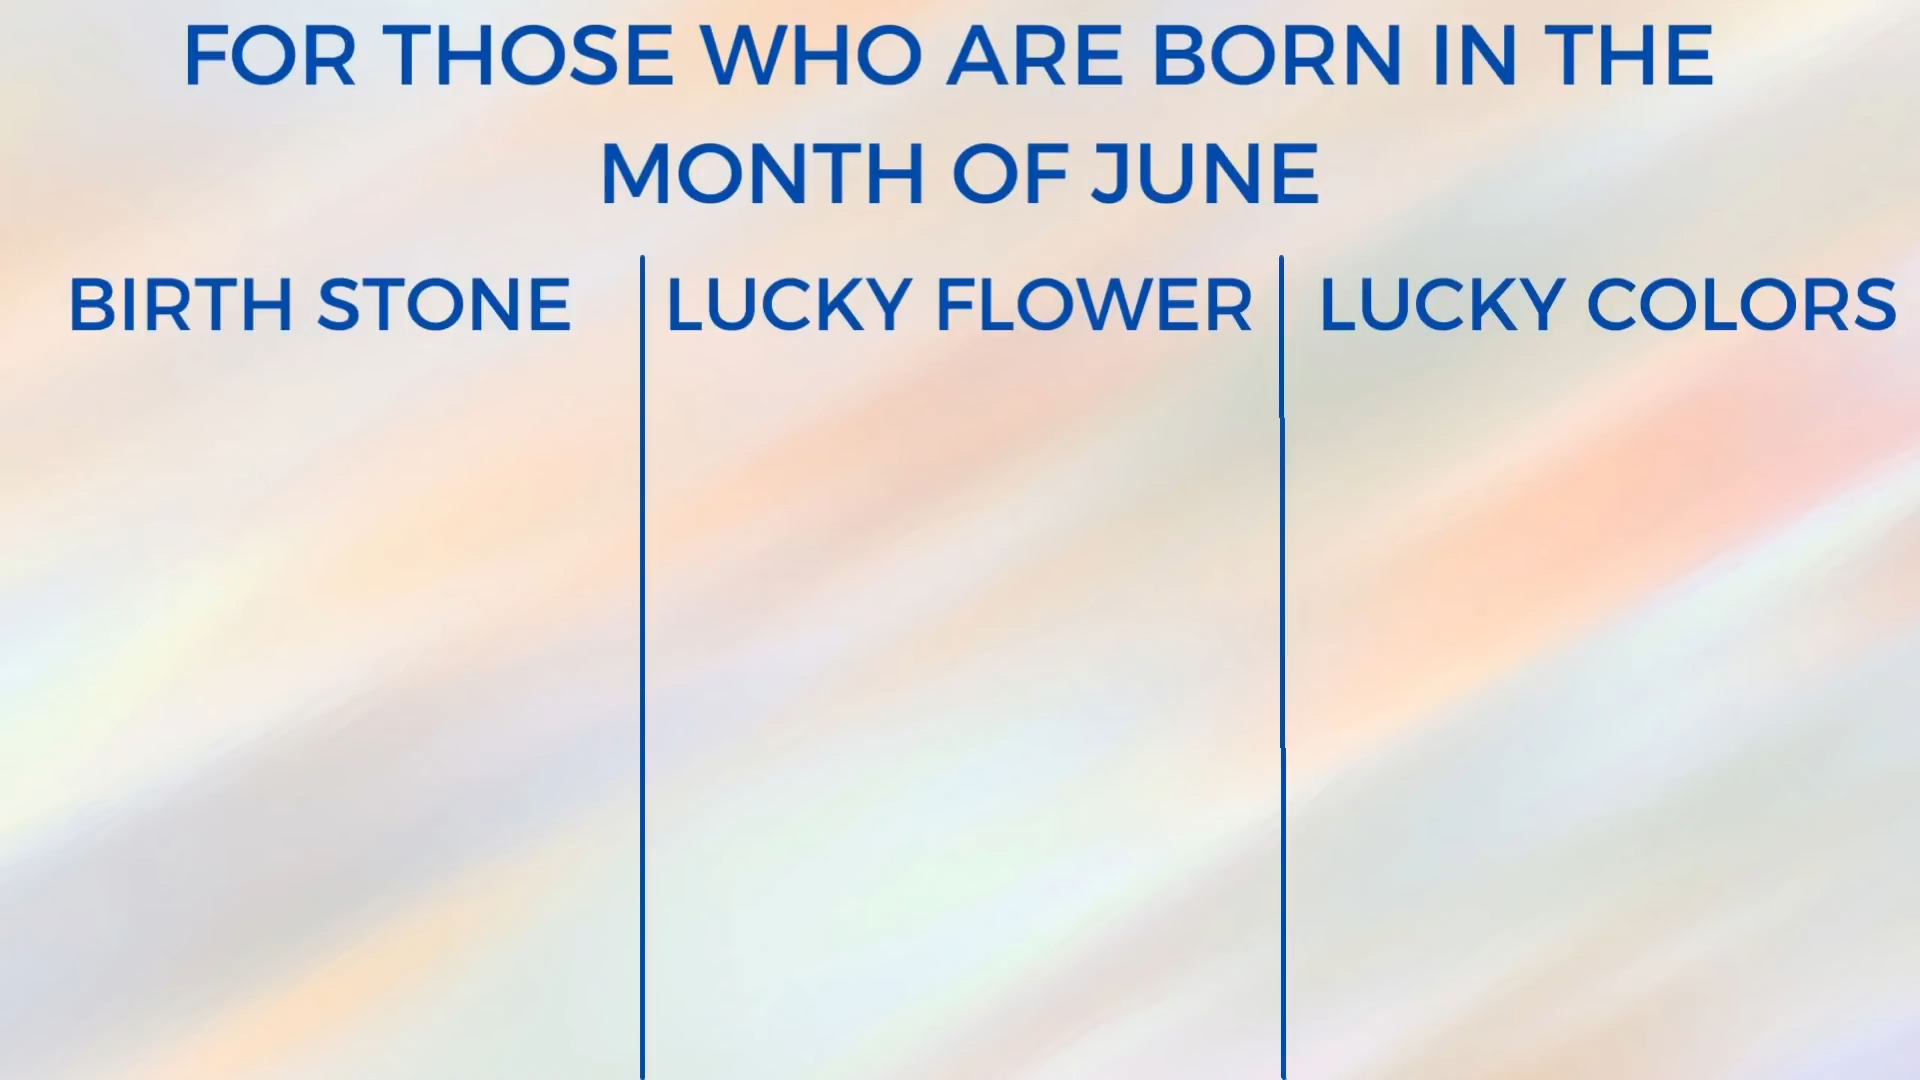 FOR THOSE WHO ARE BORN IN THE
MONTH OF JUNE
BIRTH STONE
LUCKY FLOWER
LUCKY COLORS